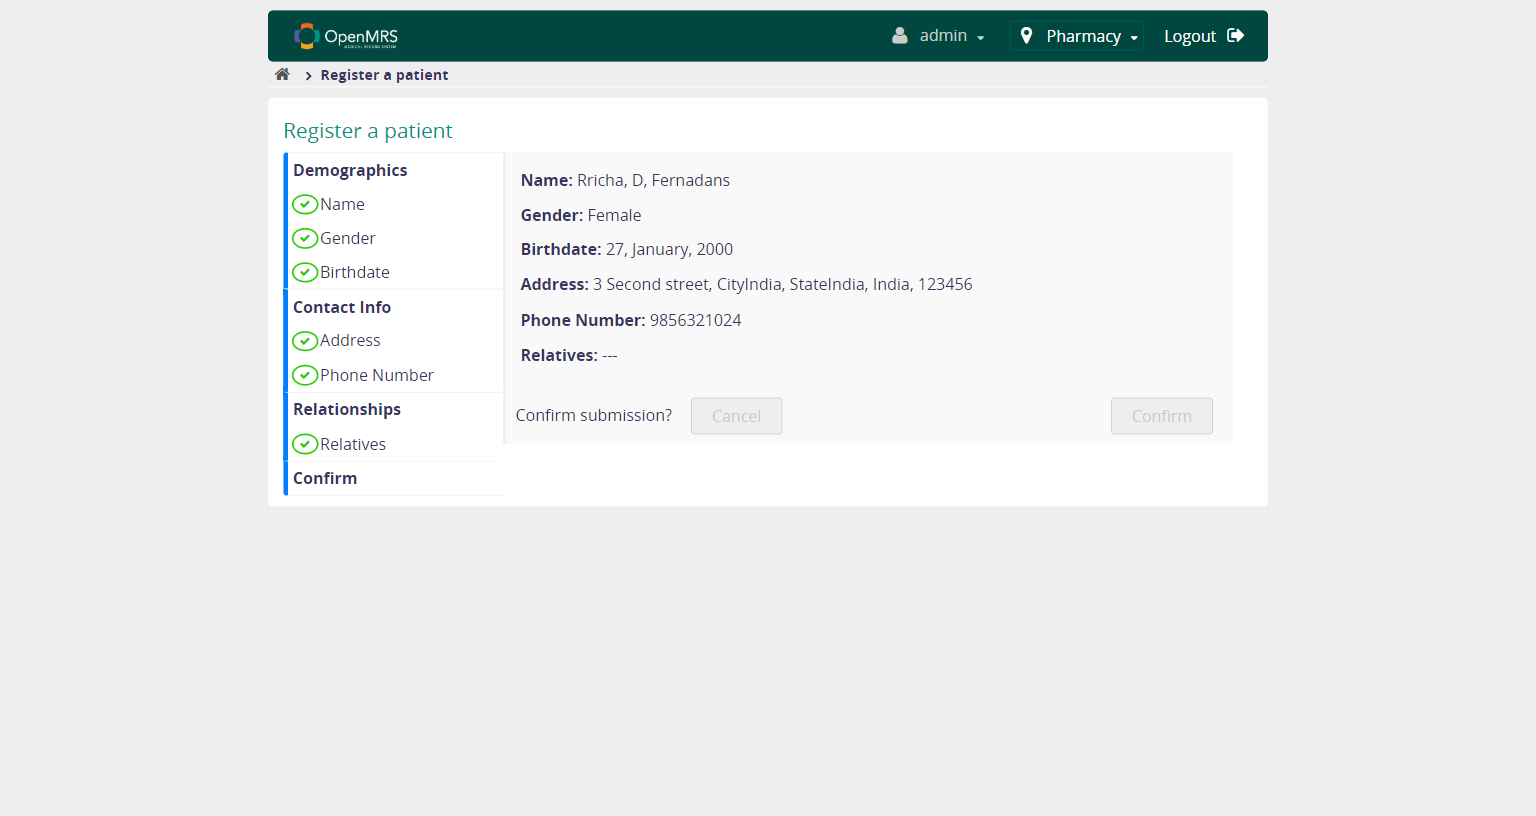 OpenMRS
MEDICAL RECORD SYSTEM
admin
Pharmacy
Logout
Register a patient
Register a patient
Demographics
Name
Gender
Birthdate
Contact Info
Address
Phone Number
Relationships
Relatives
Confirm
Name: Rricha, D, Fernadans
Gender: Female
Birthdate: 27, January, 2000
Address: 3 Second street, CityIndia, StateIndia, India, 123456
Phone Number: 9856321024
Relatives: ---
Confirm submission? Cancel Confirm